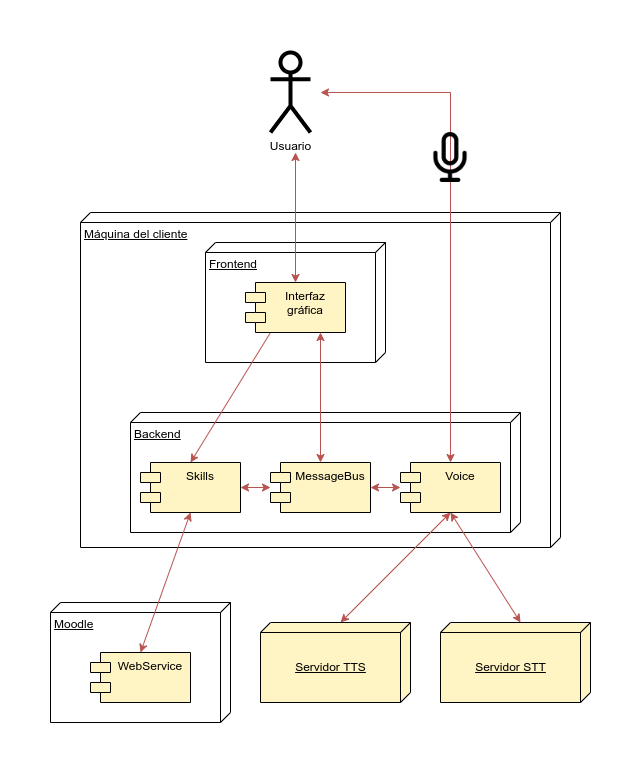 Usuario
Máquina del cliente
Frontend
Interfaz
gráfica
Backend
Skills
MessageBus
Voice
Moodle
WebService
Servidor TTS
Servidor STT